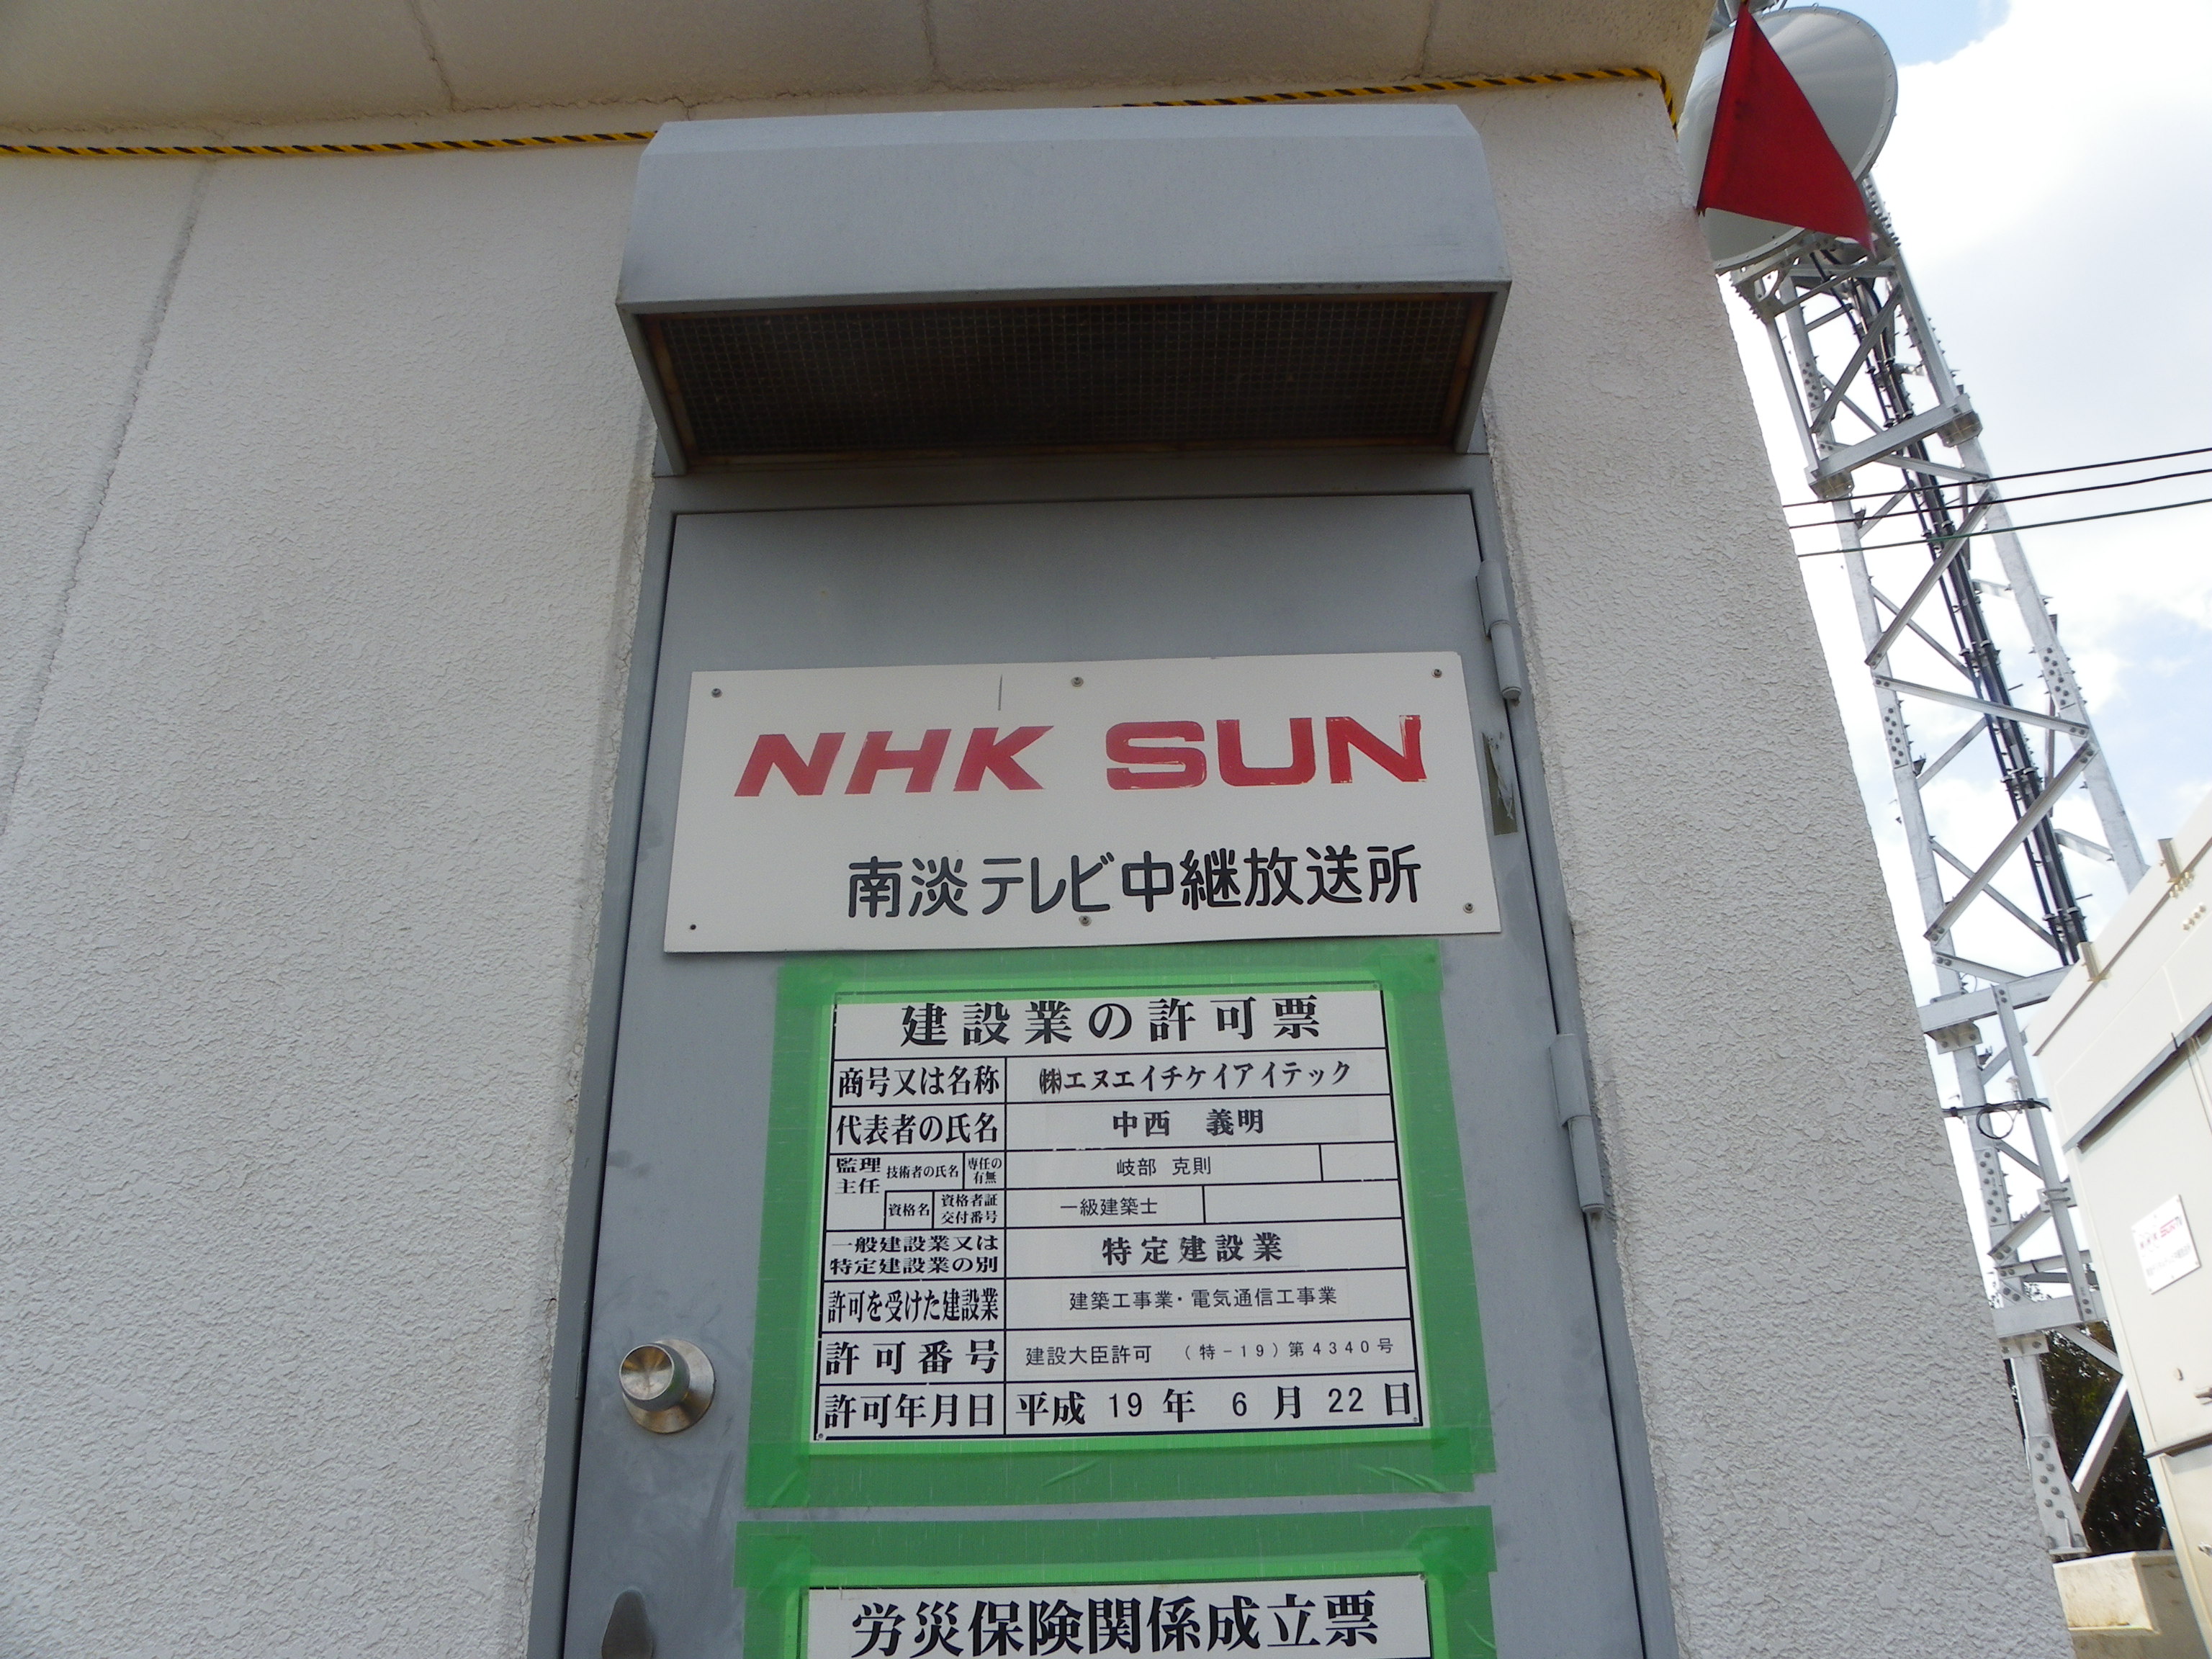 NHK SUN
南淡テレビ中継放送所
建設業の許可票
商号又は名称 ㈱エヌエイチケイアイテック
代表者の氏名 中西 義明
監理
主任
技術者の氏名
専任の
有無
岐部 克則
資格名
資格者証
交付番号
一級建築士
一般建設業又は
特定建設業の別
特定建設業
許可を受けた建設業 建築工事業・電気通信工事業
許可番号 建設大臣許可 (特-19)第4340号
許可年月日 平成 19 年 6 月 22 日
労災保険関係成立票
NHK SUNTV